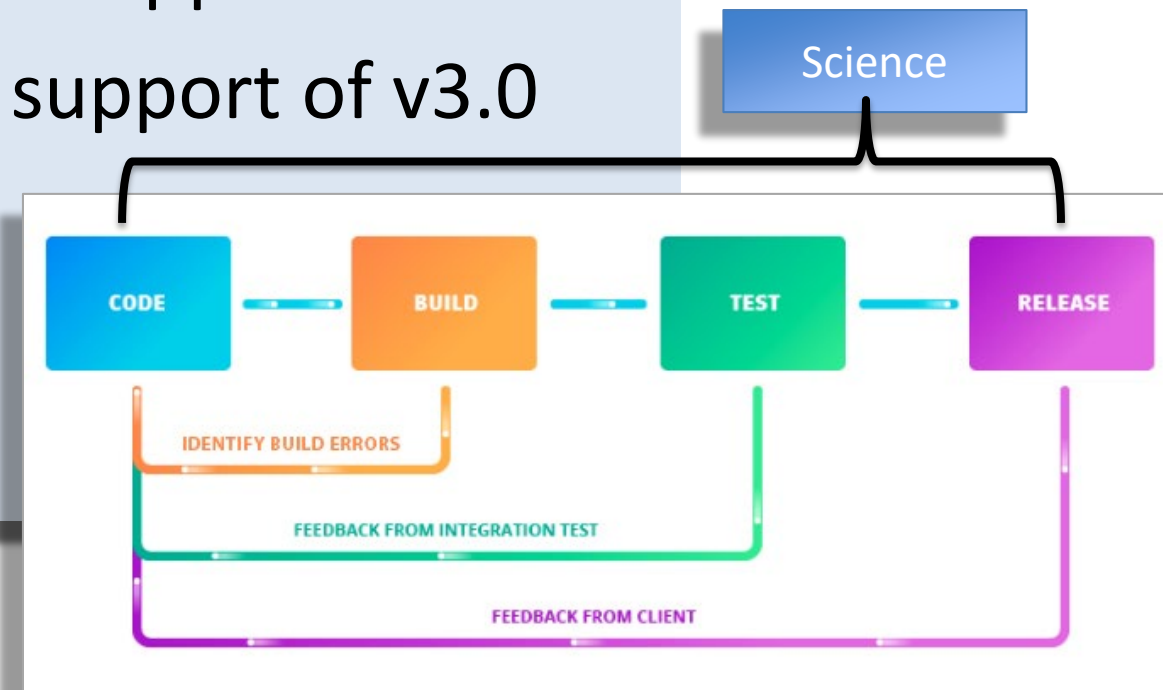 support of v3.0
Science
CODE
BUILD
TEST
RELEASE
IDENTIFY BUILD ERRORS
FEEDBACK FROM INTEGRATION TEST
FEEDBACK FROM CLIENT